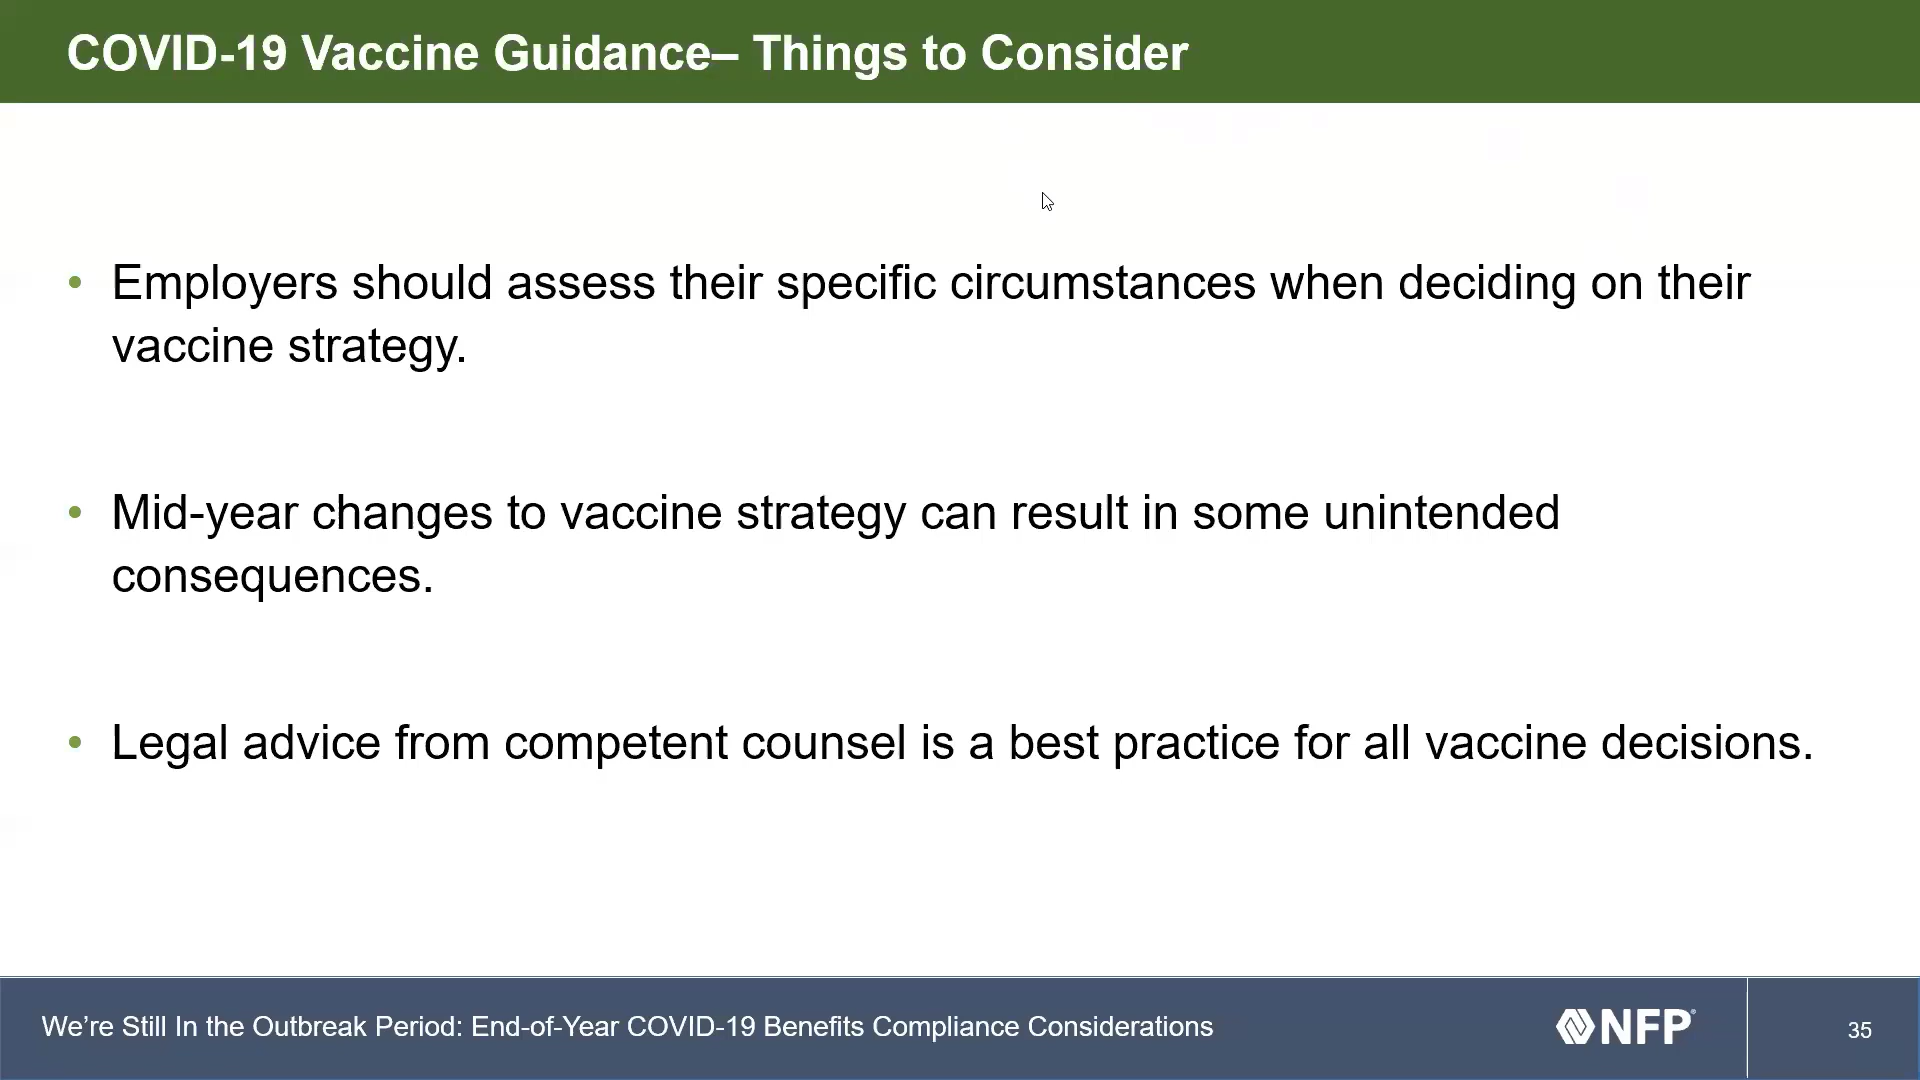 COVID-19 Vaccine Guidance– Things to Consider
• Employers should assess their specific circumstances when deciding on their
vaccine strategy.
• Mid-year changes to vaccine strategy can result in some unintended
consequences.
• Legal advice from competent counsel is a best practice for all vaccine decisions.
We’re Still In the Outbreak Period: End-of-Year COVID-19 Benefits Compliance Considerations
NFP®
35